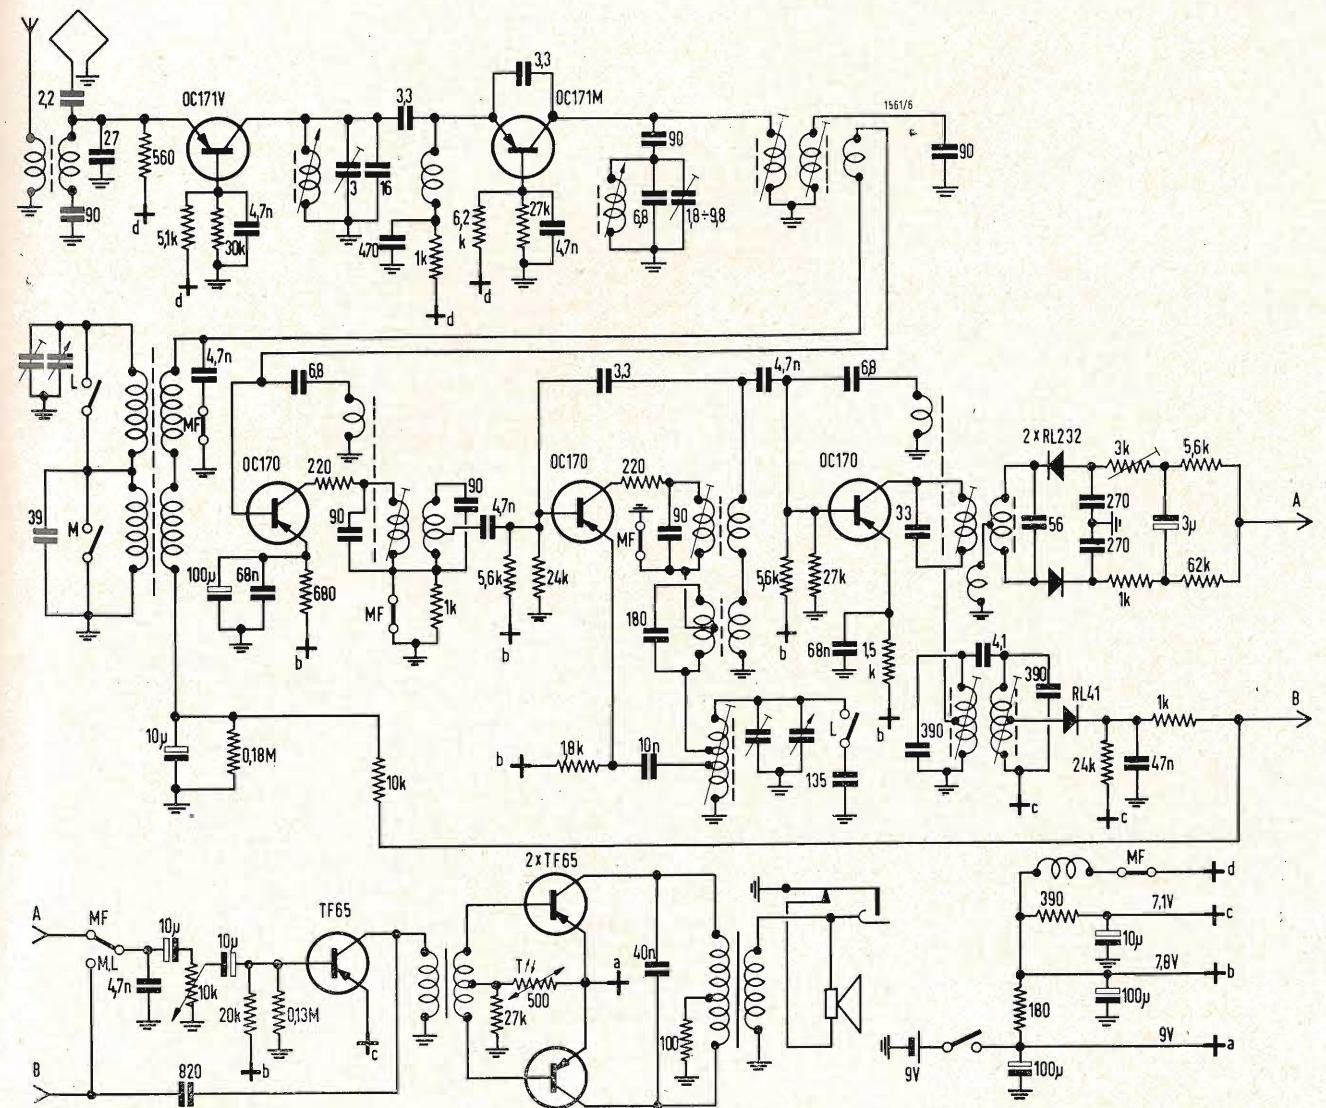 3,3
2,2 OC171V 3,3 OC171M
1561/6
27 560 90 90
3 16 6,8 1,8÷9,8
90 d 5,1k 30k 4,7n 470 1k 6,2 k 27k 4,7n
d d d
4,7n 6,8 3,3 4,7n 6,8
L MF
2×RL232 3k 5,6k
OC170 220 OC170 220 OC170
90 4,7n 90 MF 33 56 270 3µ A
39 M 90 270
100µ 68n 680 5,6k 24k 5,6k 27k 1k 62k
MF 1k 180 4,1
b b b 68n 1,5 k 390 RL41 1k B
10µ 0,18M b 1,8k 10n L b 390
10k 135 24k 47n
c c
2×TF65 MF d
390 7,1V c
A MF 10µ TF65 10µ
10µ 40n
M,L a 7,8V b
4,7n 10k T 500 100µ
20k 0,13M 27k 180
100 9V a
c
B 820 b 9V 100µ